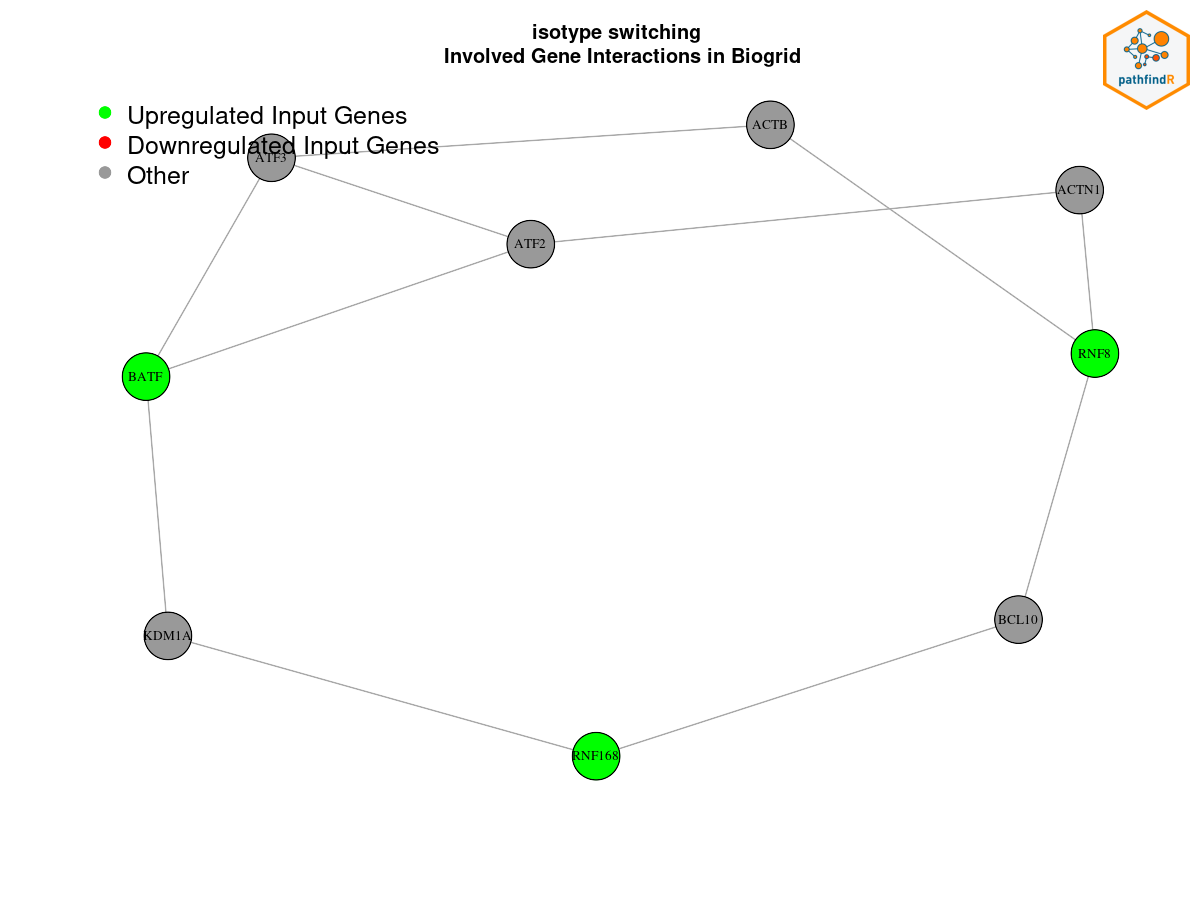 isotype switching
Involved Gene Interactions in Biogrid
pathfindR
Upregulated Input Genes
Downregulated Input Genes
Other
ACTB
ATF3
ACTN1
ATF2
RNF8
BATF
BCL10
KDM1A
RNF168